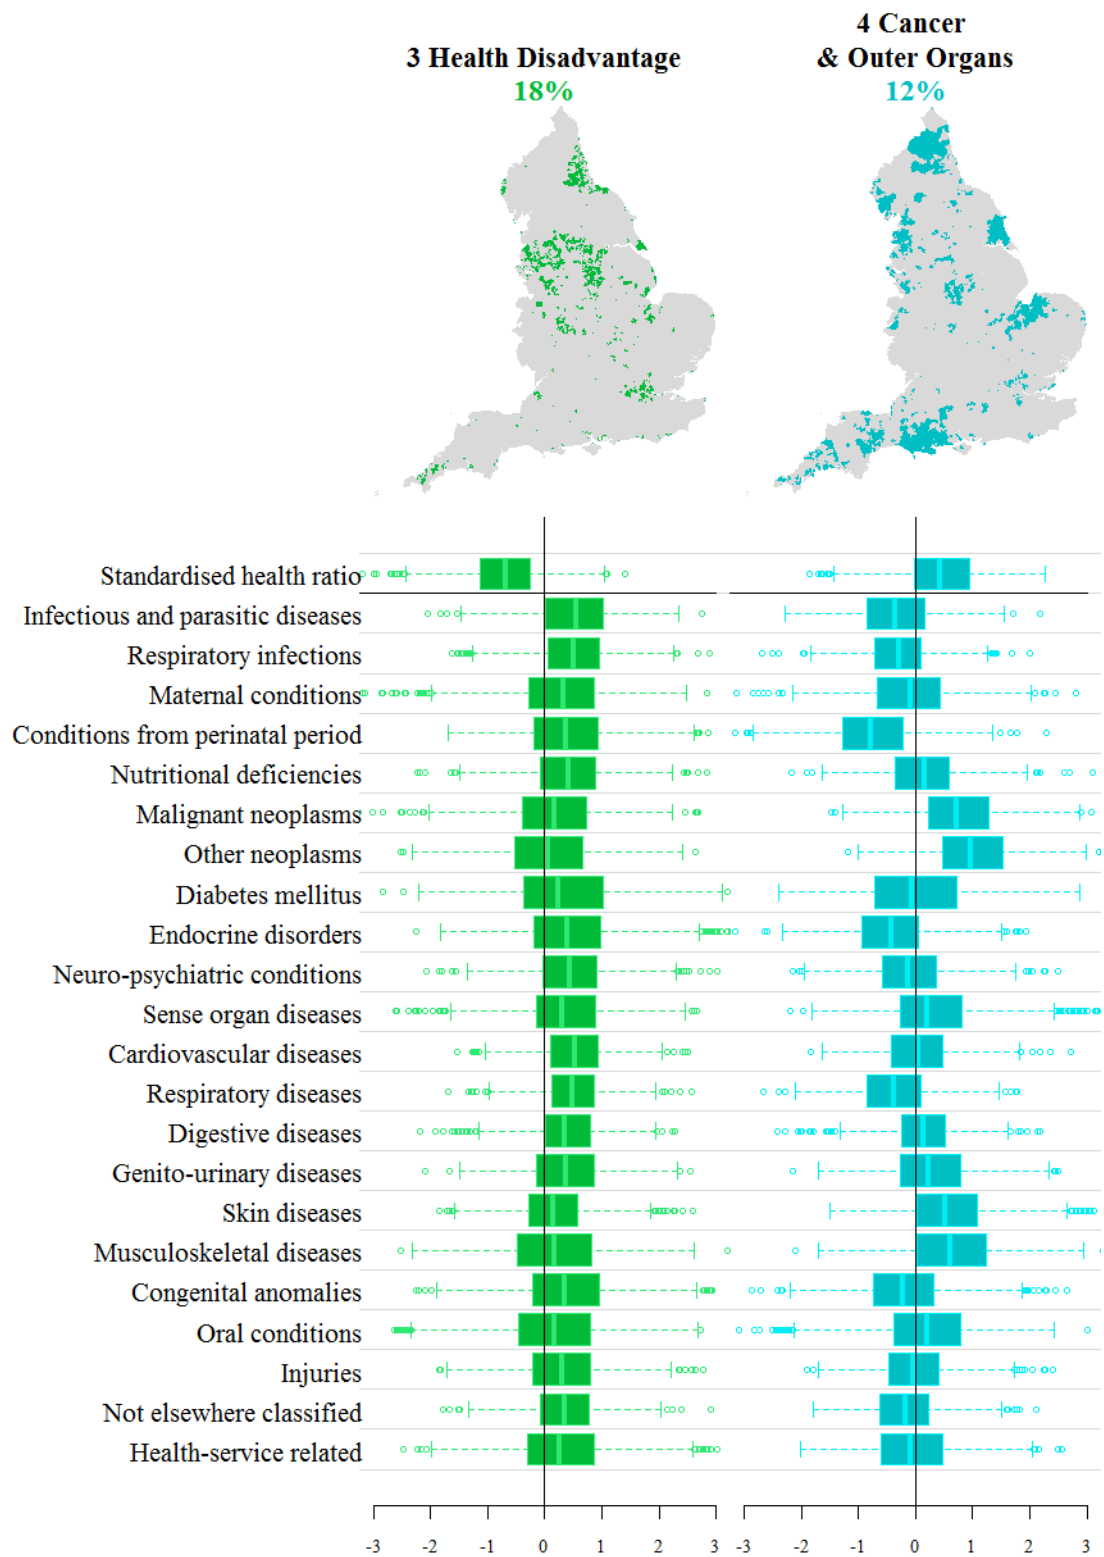 3 Health Disadvantage
18%
4 Cancer
& Outer Organs
12%
Standardised health ratio
Infectious and parasitic diseases
Respiratory infections
Maternal conditions
Conditions from perinatal period
Nutritional deficiencies
Malignant neoplasms
Other neoplasms
Diabetes mellitus
Endocrine disorders
Neuro-psychiatric conditions
Sense organ diseases
Cardiovascular diseases
Respiratory diseases
Digestive diseases
Genito-urinary diseases
Skin diseases
Musculoskeletal diseases
Congenital anomalies
Oral conditions
Injuries
Not elsewhere classified
Health-service related
-3 -2 -1 0 1 2 3
-3 -2 -1 0 1 2 3